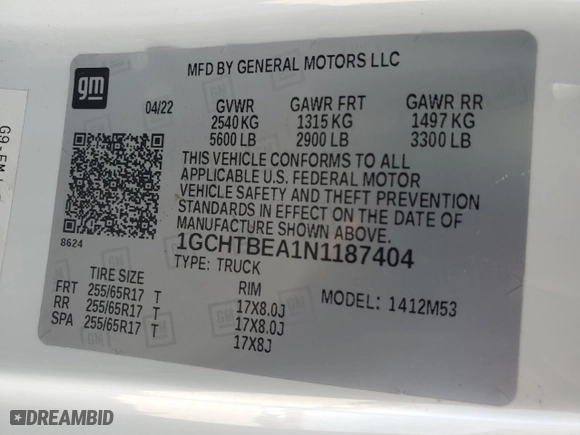 gm
MFD BY GENERAL MOTORS LLC
04/22 GVWR GAWR FRT GAWR RR
2540 KG 1315 KG 1497 KG
5600 LB 2900 LB 3300 LB
THIS VEHICLE CONFORMS TO ALL
APPLICABLE U.S. FEDERAL MOTOR
VEHICLE SAFETY AND THEFT PREVENTION
STANDARDS IN EFFECT ON THE DATE OF
MANUFACTURE SHOWN ABOVE.
8624
1GCHTBEA1N1187404
TYPE: TRUCK
TIRE SIZE RIM MODEL: 1412M53
FRT 255/65R17 T 17X8.0J
RR 255/65R17 T 17X8.0J
SPA 255/65R17 T 17X8J
DREAMBID